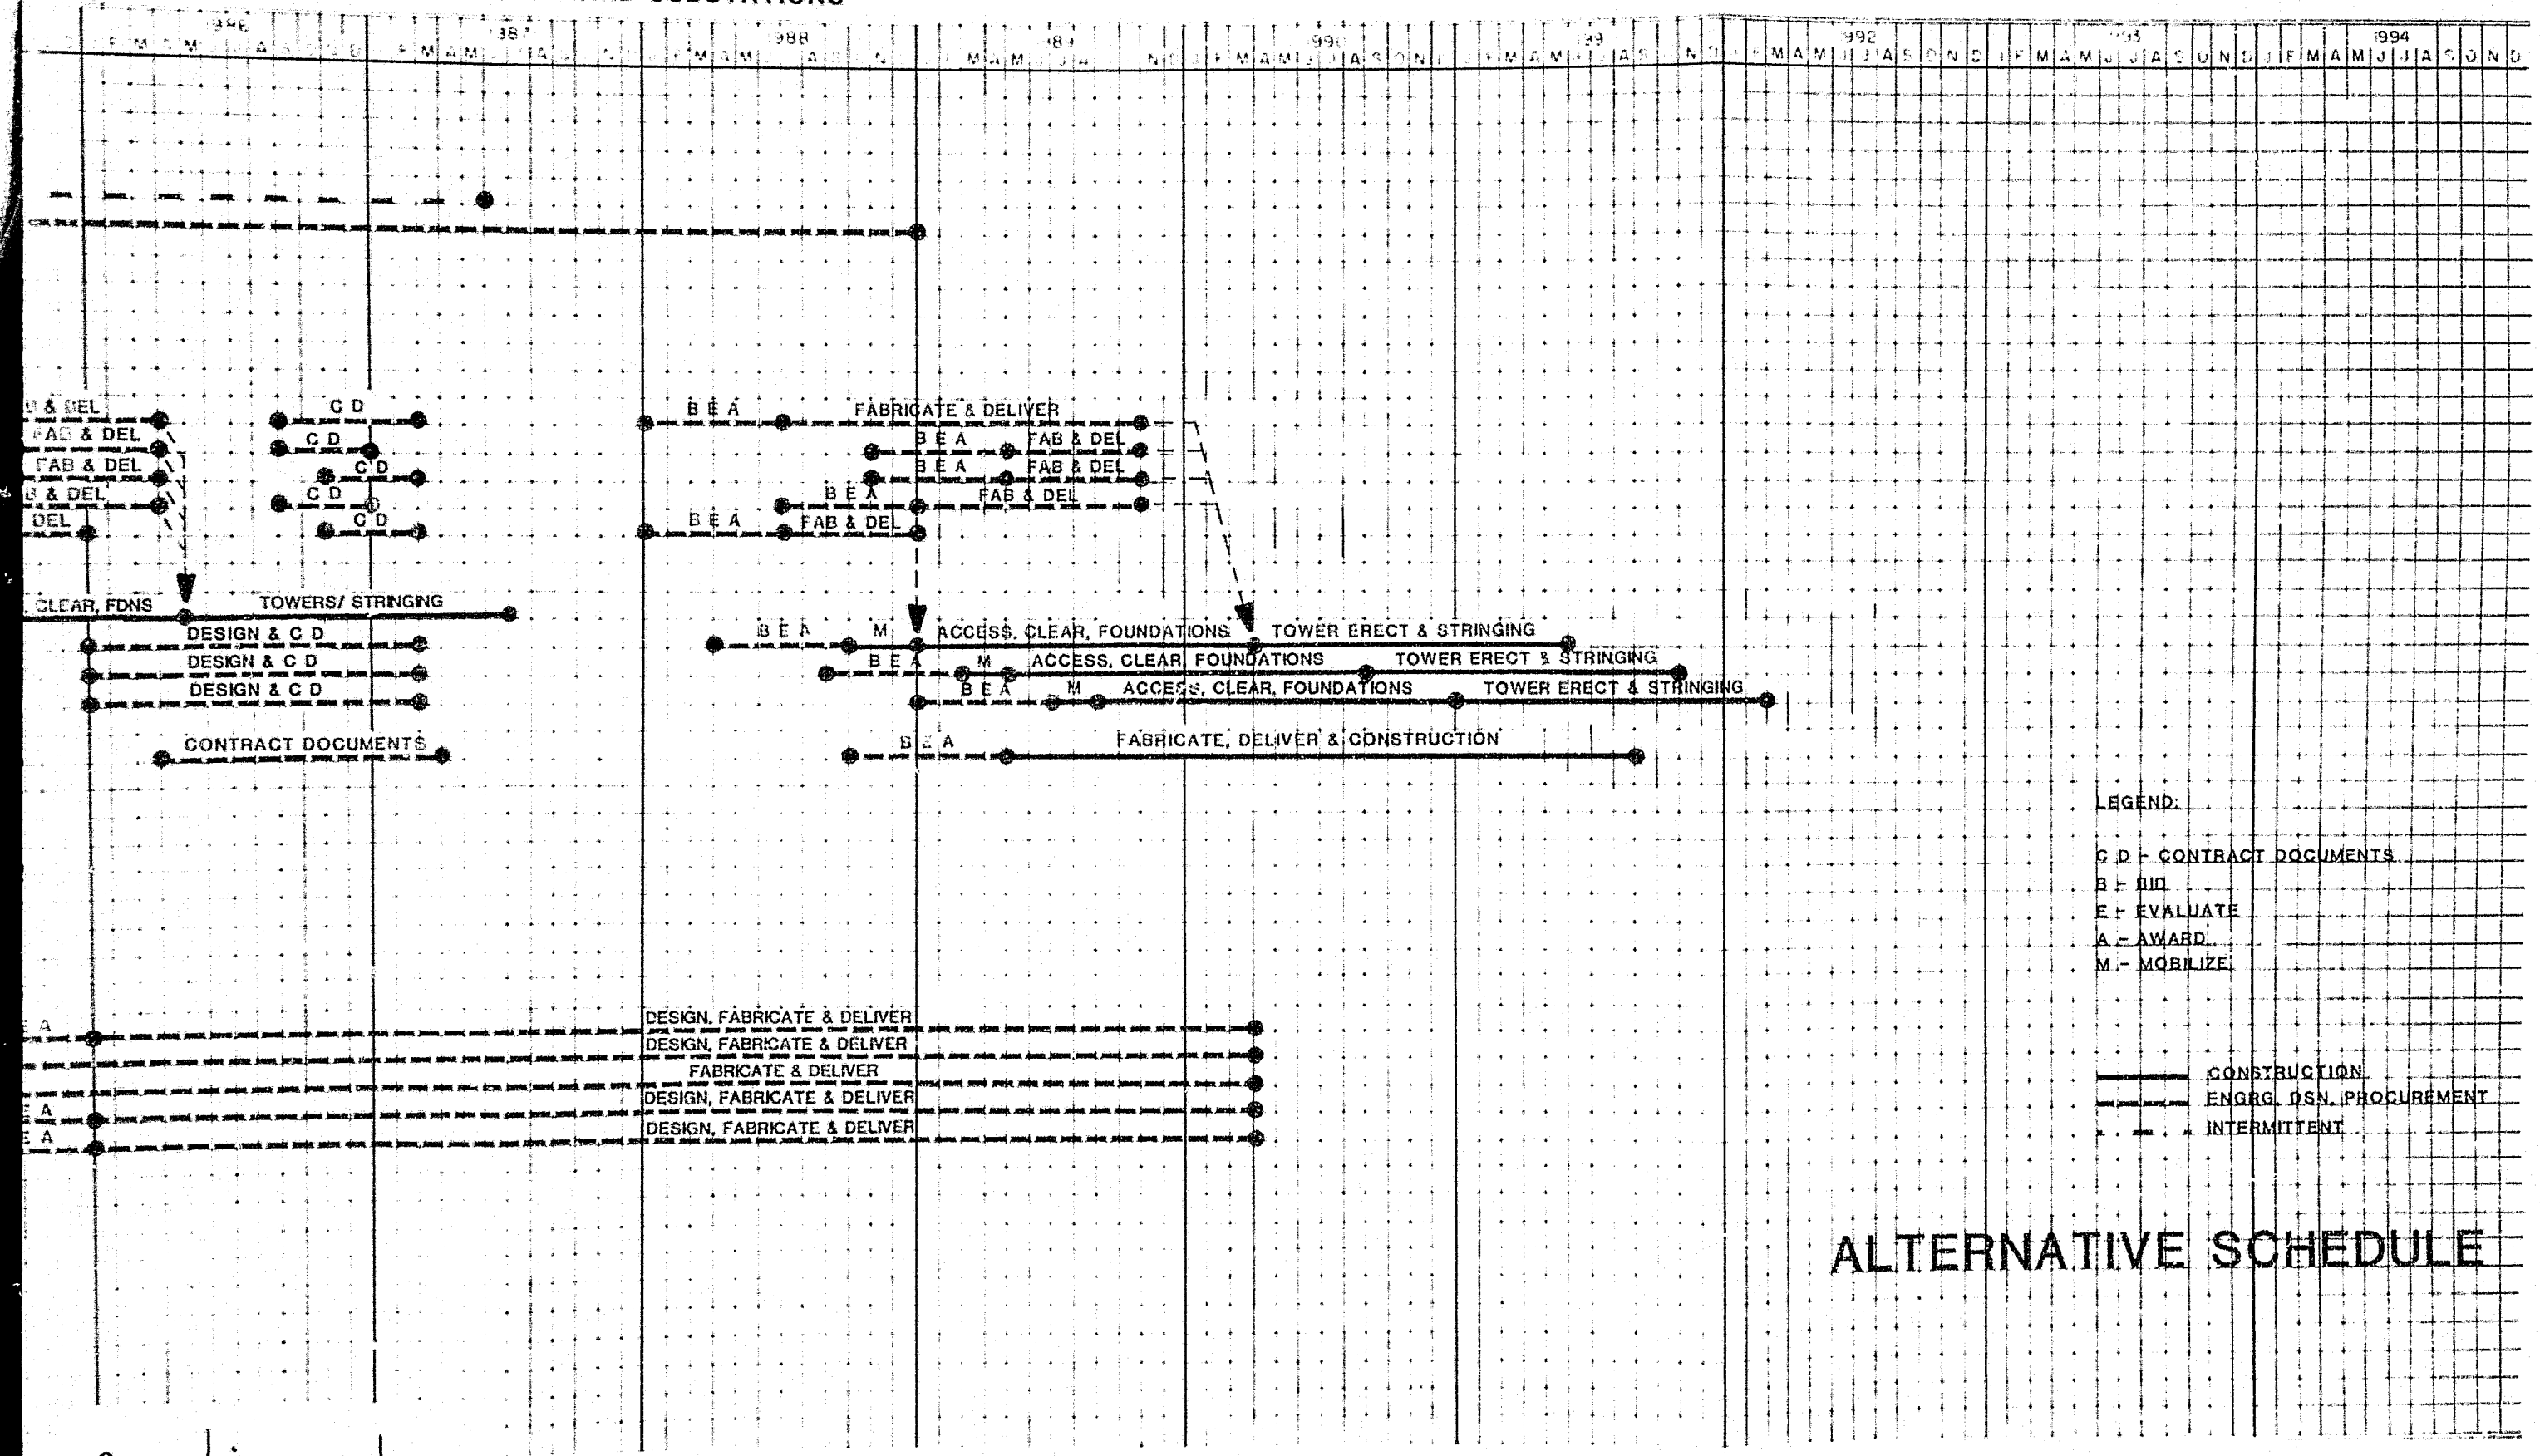 SUBSTATIONS
1992 1994
C D
B E A FABRICATE & DELIVER
FAB & DEL C D B E A FAB & DEL
FAB & DEL C D B E A FAB & DEL
& DEL C D B E A FAB & DEL
DEL C D B E A FAB & DEL
CLEAR, FDNS TOWERS/ STRINGING
DESIGN & C D B E A M ACCESS, CLEAR, FOUNDATIONS TOWER ERECT & STRINGING
DESIGN & C D B E A M ACCESS, CLEAR, FOUNDATIONS TOWER ERECT & STRINGING
DESIGN & C D B E A M ACCESS, CLEAR, FOUNDATIONS TOWER ERECT & STRINGING
CONTRACT DOCUMENTS B E A FABRICATE, DELIVER & CONSTRUCTION
LEGEND:
C D - CONTRACT DOCUMENTS
B - BID
E - EVALUATE
A - AWARD
M - MOBILIZE
E A DESIGN, FABRICATE & DELIVER
DESIGN, FABRICATE & DELIVER
FABRICATE & DELIVER
E A DESIGN, FABRICATE & DELIVER
E A DESIGN, FABRICATE & DELIVER
CONSTRUCTION
ENGRG. DSN. PROCUREMENT
INTERMITTENT
ALTERNATIVE SCHEDULE